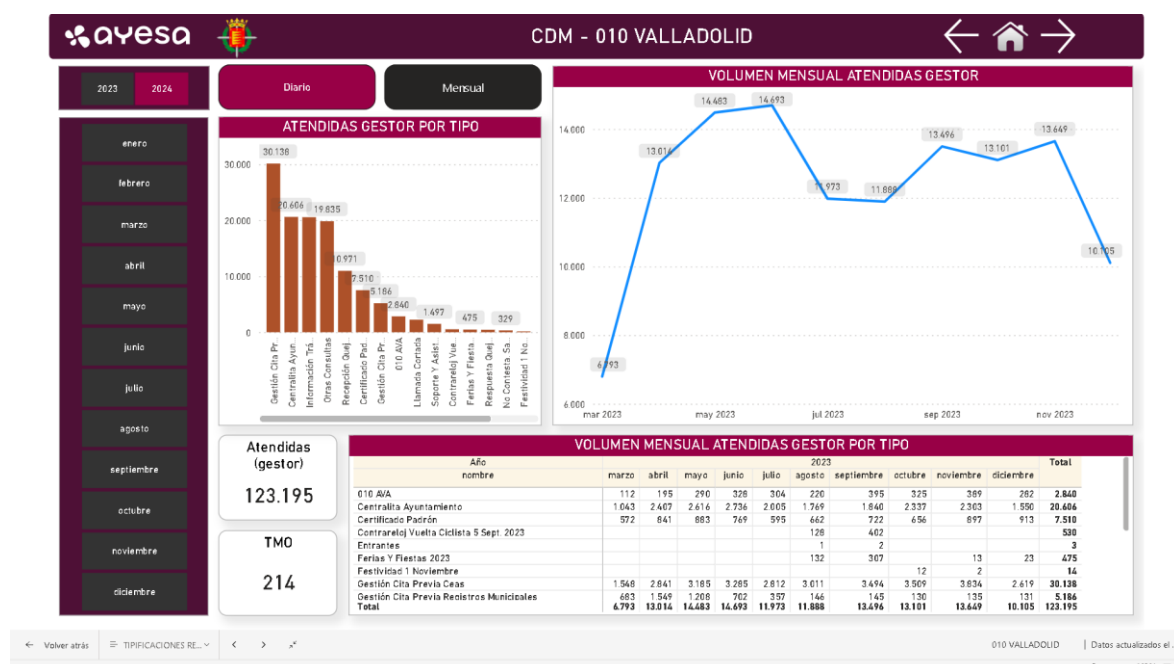 ayesa
CDM - 010 VALLADOLID
2023 2024
enero
febrero
marzo
abril
mayo
junio
julio
agosto
septiembre
octubre
noviembre
diciembre
Diario
Mensual
ATENDIDAS GESTOR POR TIPO
30.000
20.000
10.000
0
30.138
20.606
19.835
10.971
7.510
5.186
2.840
1.497
475
329
Gestión Cita Pr...
Centralita Ayun...
Información Trá...
Otras Consultas
Recepción Quej...
Certificado Pad...
Gestión Cita Pr...
010 AVA
Llamada Cortada
Soporte Y Asist...
Contrareloj Vue...
Ferias Y Fiesta...
Respuesta Quej...
No Contesta. Sa...
Festividad 1 No...
VOLUMEN MENSUAL ATENDIDAS GESTOR
14.000
12.000
10.000
8.000
6.000
13.014
14.483
14.693
11.973
11.888
13.496
13.101
13.649
10.105
mar 2023 may 2023 jul 2023 sep 2023 nov 2023
Atendidas
(gestor)
123.195
TMO
214
VOLUMEN MENSUAL ATENDIDAS GESTOR POR TIPO
Año 2023 Total
nombre marzo abril mayo junio julio agosto septiembre octubre noviembre diciembre
010 AVA 112 195 290 328 304 220 395 325 389 282 2.840
Centralita Ayuntamiento 1.043 2.407 2.616 2.736 2.005 1.769 1.840 2.337 2.303 1.550 20.606
Certificado Padrón 572 841 883 769 595 662 722 656 897 913 7.510
Contrareloj Vuelta Ciclista 5 Sept. 2023 128 402 530
Entrantes 1 2 3
Ferias Y Fiestas 2023 132 307 13 23 475
Festividad 1 Noviembre 12 2 14
Gestión Cita Previa Ceas 1.548 2.841 3.185 3.285 2.812 3.011 3.494 3.509 3.834 2.619 30.138
Gestión Cita Previa Registros Municipales 683 1.549 1.208 702 357 146 145 130 135 131 5.186
Total 6.793 13.014 14.483 14.693 11.973 11.888 13.496 13.101 13.649 10.105 123.195
Volver atrás
TIPIFICACIONES RE...
010 VALLADOLID
Datos actualizados el